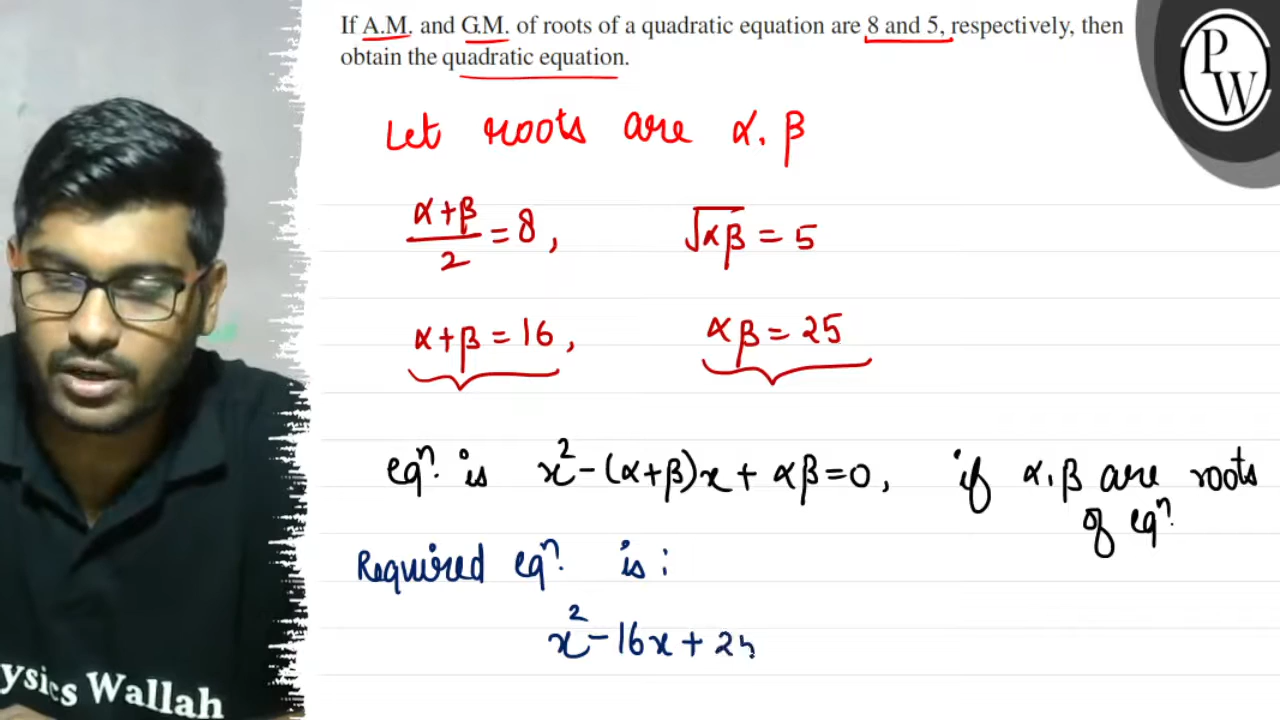 If A.M. and G.M. of roots of a quadratic equation are 8 and 5, respectively, then
obtain the quadratic equation.
PW
Let roots are α, β
(α+β)/2 = 8, √αβ = 5
α+β = 16, αβ = 25
eqⁿ. is x² - (α+β)x + αβ = 0, if α, β are roots
of eqⁿ.
Required eqⁿ. is:
x² - 16x + 25
ysics Wallah